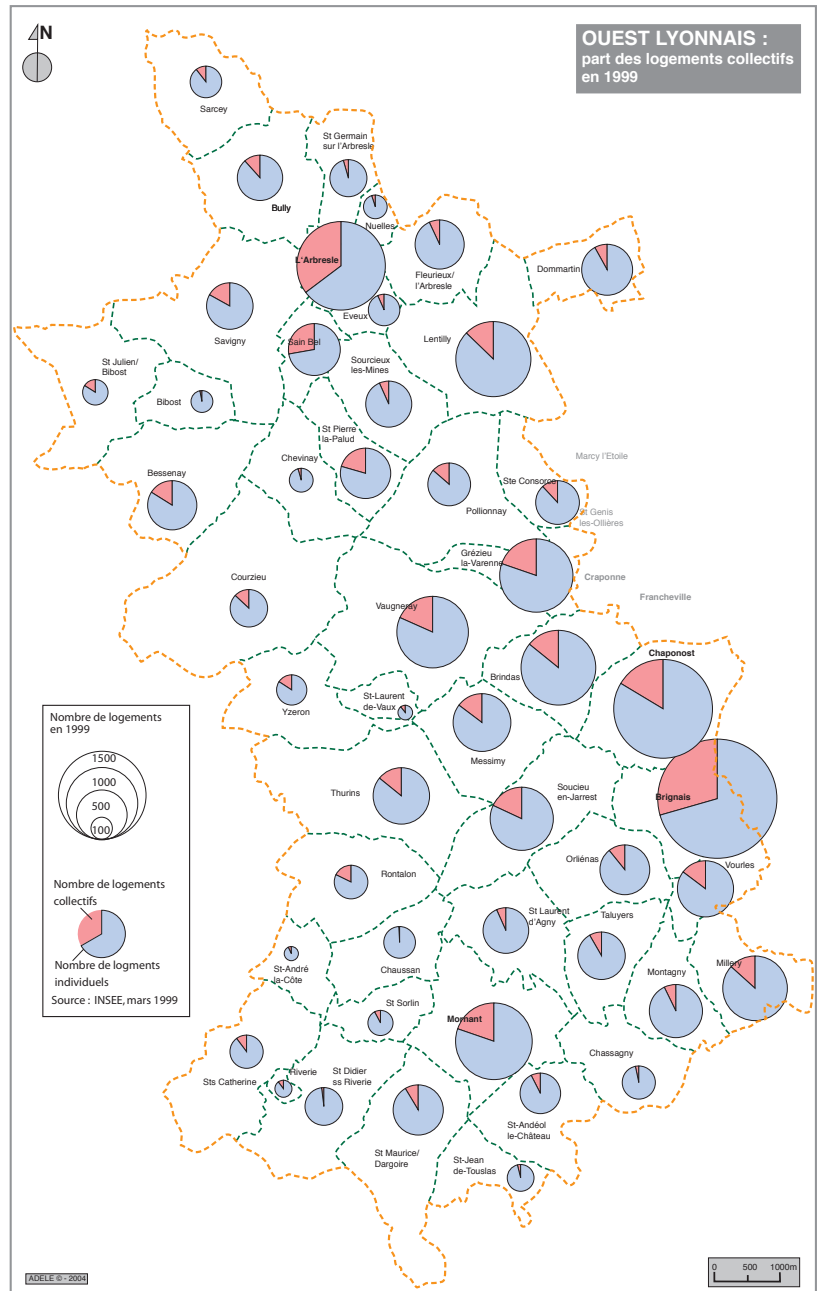 N
OUEST LYONNAIS :
part des logements collectifs
en 1999
Sarcey
St Germain
sur l'Arbresle
Bully
Nuelles
L'Arbresle
Fleurieux/
l'Arbresle
Dommartin
Eveux
Savigny
Sain Bel
Lentilly
Sourcieux
les-Mines
St Julien/
Bibost
Bibost
St Pierre
la-Palud
Chevinay
Bessenay
Marcy l'Etoile
Ste Consorce
Pollionnay
St Genis
les-Ollières
Grézieu
la-Varenne
Craponne
Courzieu
Francheville
Vaugneray
Chaponost
Brindas
St-Laurent
de-Vaux
Yzeron
Messimy
Nombre de logements
en 1999
1500
1000
500
100
Nombre de logements
collectifs
Nombre de logments
individuels
Source : INSEE, mars 1999
Thurins
Soucieu
en-Jarrest
Brignais
Orliénas
Vourles
Rontalon
St Laurent
d'Agny
Taluyers
Chaussan
St-André
la-Côte
Montagny
Millery
St Sorlin
Mornant
Chassagny
Sts Catherine
Riverie
St Didier
ss Riverie
St-Andéol
le-Château
St Maurice/
Dargoire
St-Jean
de-Touslas
ADELE © - 2004
0 500 1000m